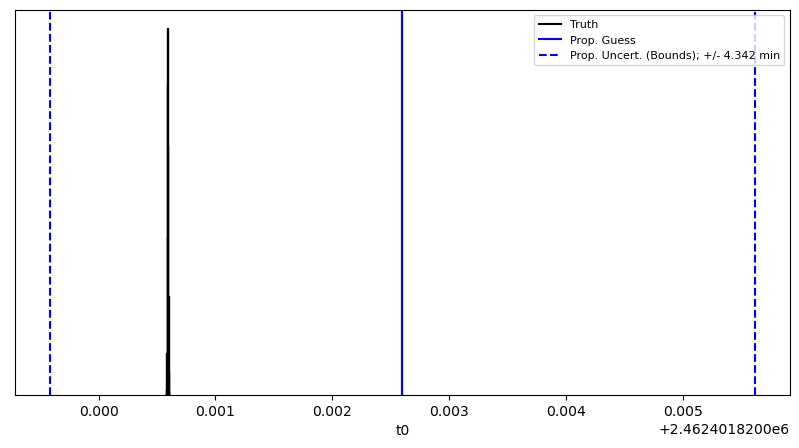 Truth
Prop. Guess
Prop. Uncert. (Bounds); +/- 4.342 min
0.000 0.001 0.002 0.003 0.004 0.005
t0
+2.4624018200e6